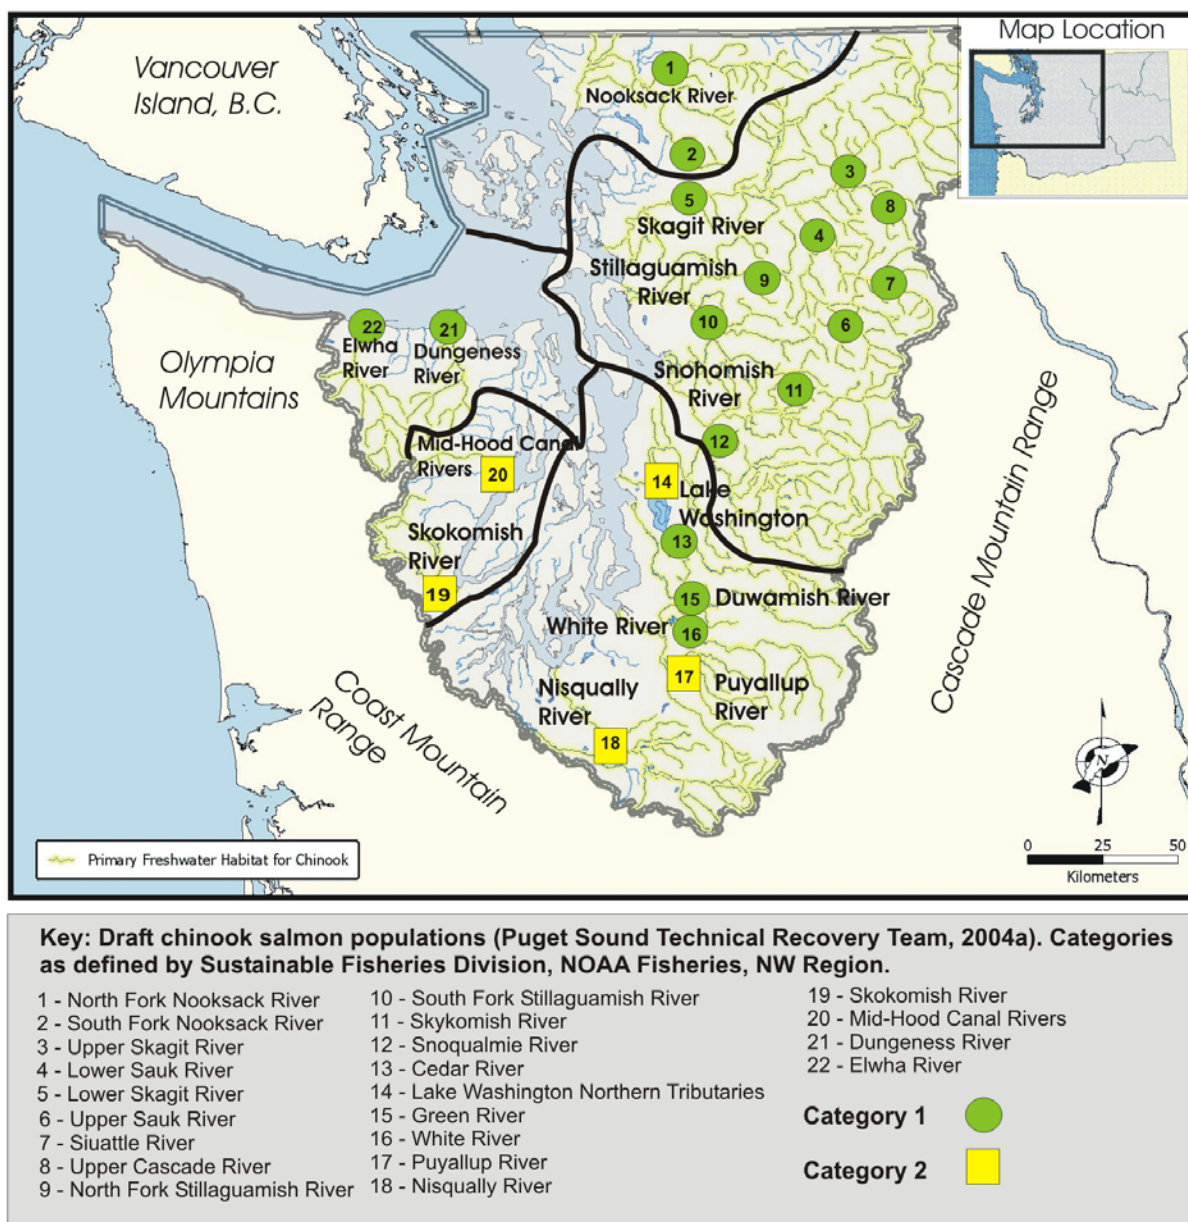 Map Location
Vancouver
Island, B.C.
1
Nooksack River
2
3
5
8
Skagit River
4
Stillaguamish
River
9
7
22
21
10
6
Elwha
River
Dungeness
River
Olympia
Mountains
Snohomish
River
11
12
Mid-Hood Canal
Rivers
20
14
Lake
Washington
Skokomish
River
13
19
15
Duwamish River
White River
16
17
Nisqually
River
Puyallup
River
18
Coast Mountain
Range
Cascade Mountain Range
N
Primary Freshwater Habitat for Chinook
0 25 50
Kilometers
Key: Draft chinook salmon populations (Puget Sound Technical Recovery Team, 2004a). Categories
as defined by Sustainable Fisheries Division, NOAA Fisheries, NW Region.
1 - North Fork Nooksack River
2 - South Fork Nooksack River
3 - Upper Skagit River
4 - Lower Sauk River
5 - Lower Skagit River
6 - Upper Sauk River
7 - Siuattle River
8 - Upper Cascade River
9 - North Fork Stillaguamish River
10 - South Fork Stillaguamish River
11 - Skykomish River
12 - Snoqualmie River
13 - Cedar River
14 - Lake Washington Northern Tributaries
15 - Green River
16 - White River
17 - Puyallup River
18 - Nisqually River
19 - Skokomish River
20 - Mid-Hood Canal Rivers
21 - Dungeness River
22 - Elwha River
Category 1
Category 2